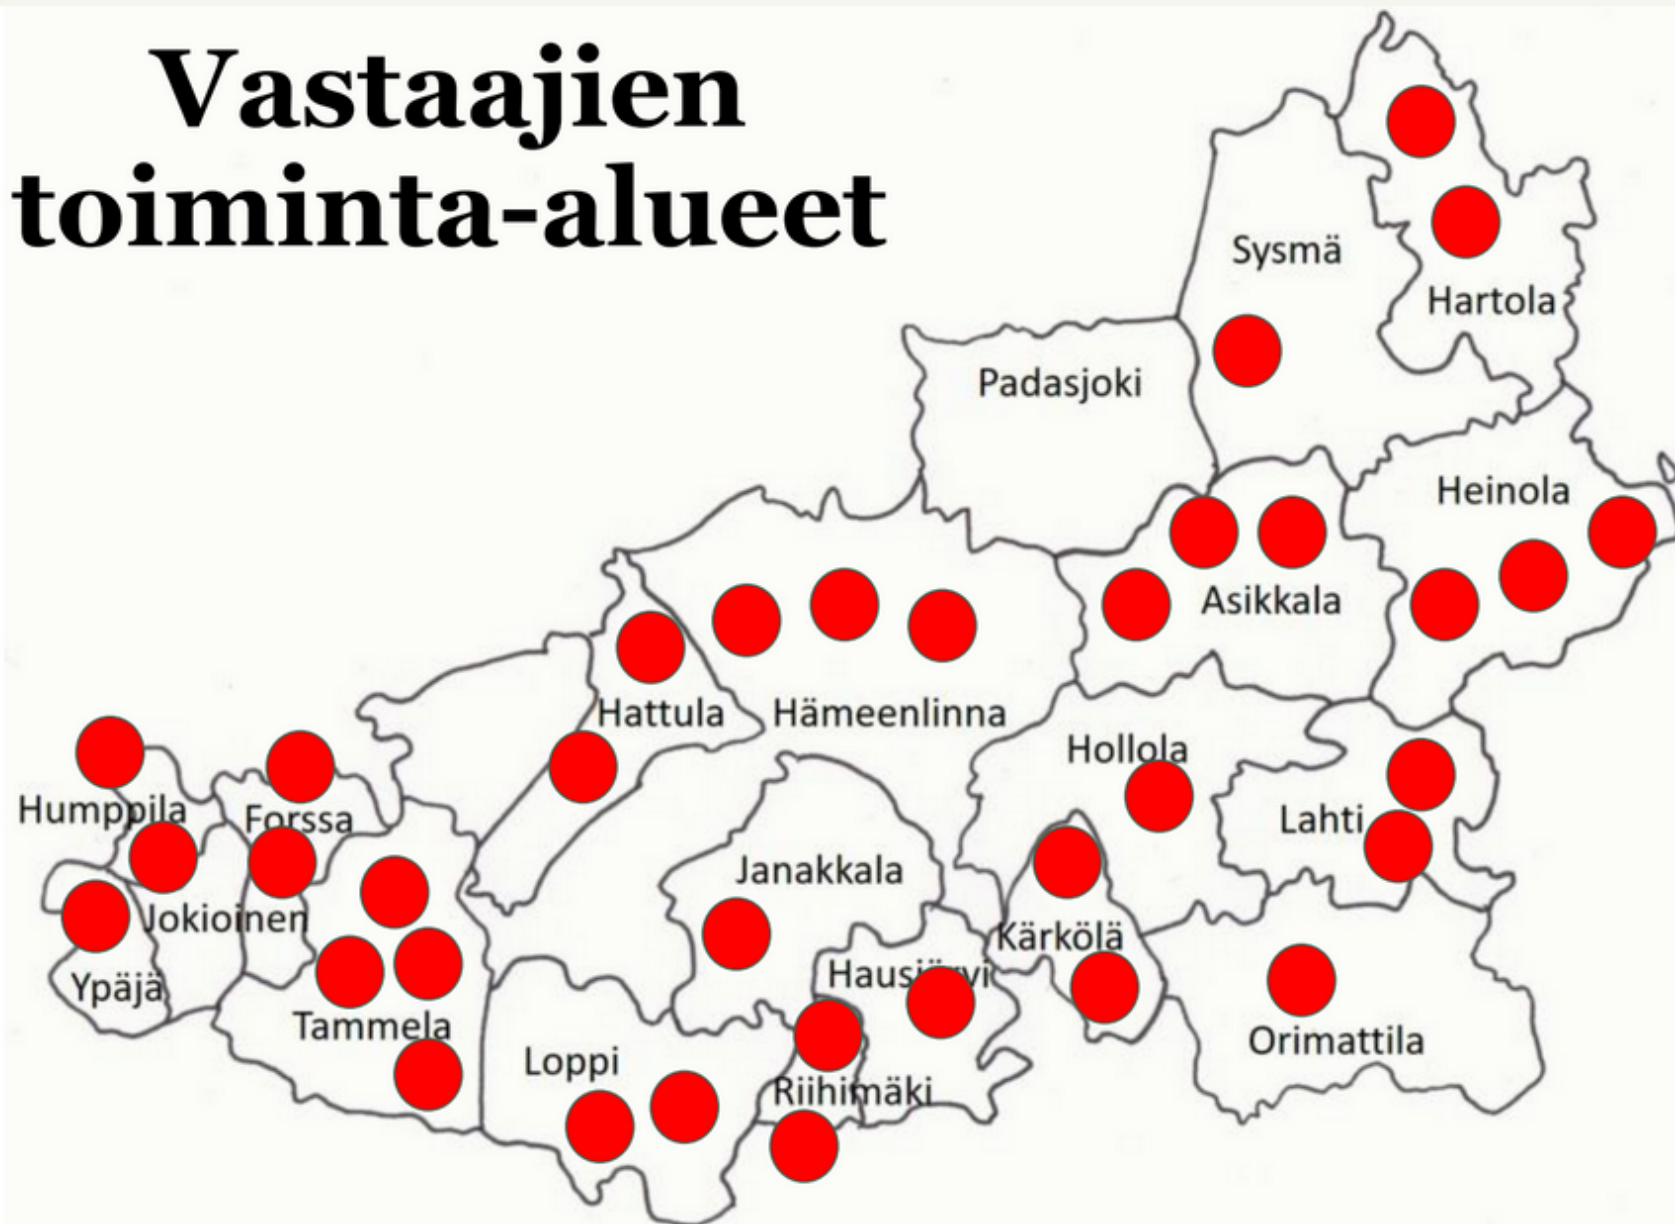 Vastaajien
toiminta-alueet
Sysmä
Hartola
Padasjoki
Heinola
Asikkala
Hattula
Hämeenlinna
Hollola
Humppila
Forssa
Lahti
Janakkala
Jokioinen
Kärkölä
Hausjärvi
Ypäjä
Tammela
Orimattila
Loppi
Riihimäki